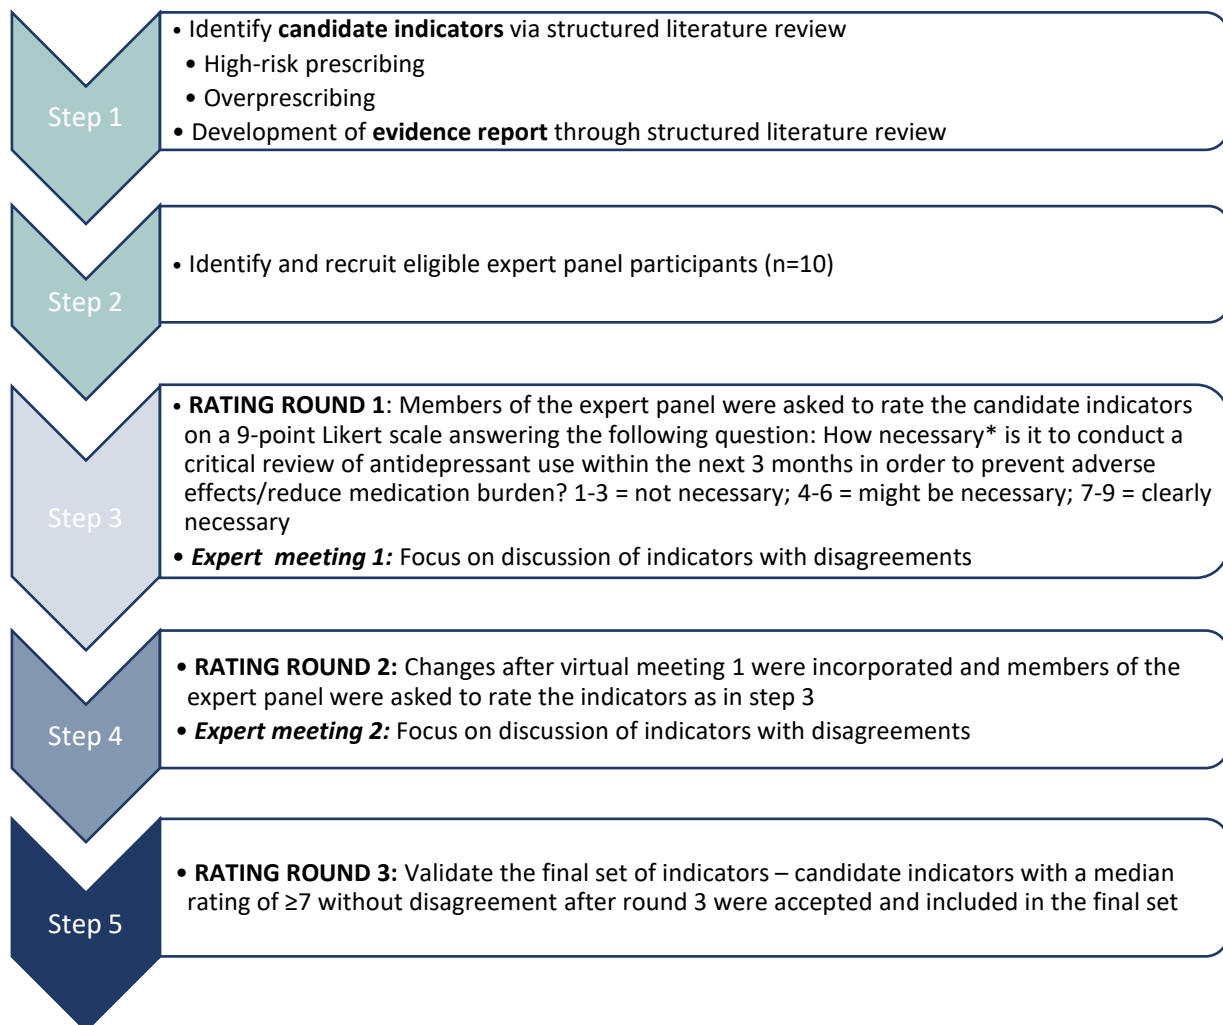 • Identify candidate indicators via structured literature review
• High-risk prescribing
• Overprescribing
• Development of evidence report through structured literature review
Step 1
• Identify and recruit eligible expert panel participants (n=10)
Step 2
• RATING ROUND 1: Members of the expert panel were asked to rate the candidate indicators
on a 9-point Likert scale answering the following question: How necessary* is it to conduct a
critical review of antidepressant use within the next 3 months in order to prevent adverse
effects/reduce medication burden? 1-3 = not necessary; 4-6 = might be necessary; 7-9 = clearly
necessary
• Expert meeting 1: Focus on discussion of indicators with disagreements
Step 3
• RATING ROUND 2: Changes after virtual meeting 1 were incorporated and members of the
expert panel were asked to rate the indicators as in step 3
• Expert meeting 2: Focus on discussion of indicators with disagreements
Step 4
• RATING ROUND 3: Validate the final set of indicators – candidate indicators with a median
rating of ≥7 without disagreement after round 3 were accepted and included in the final set
Step 5